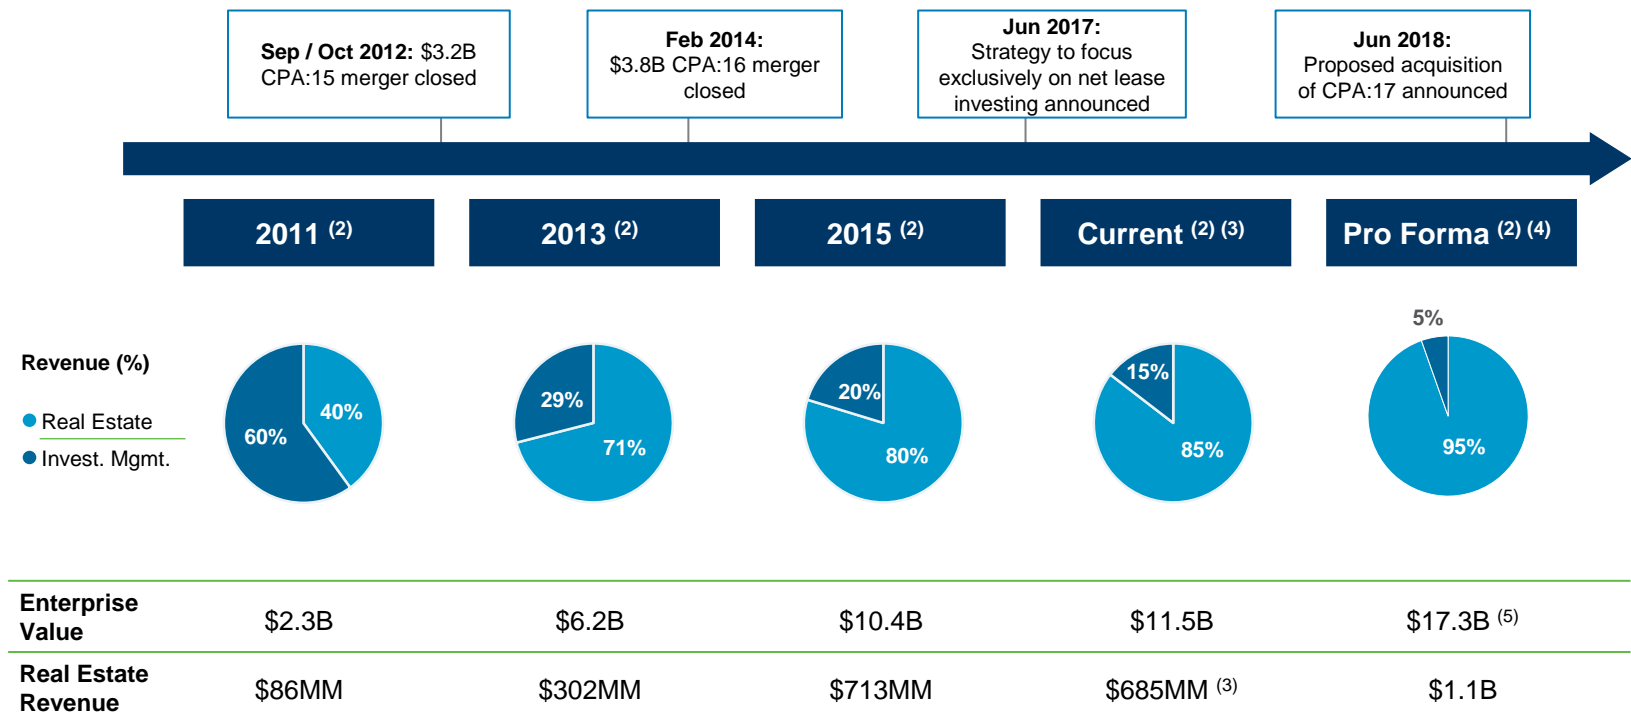 Sep / Oct 2012: $3.2B
CPA:15 merger closed
Feb 2014:
$3.8B CPA:16 merger
closed
Jun 2017:
Strategy to focus
exclusively on net lease
investing announced
Jun 2018:
Proposed acquisition
of CPA:17 announced
2011 (2)
2013 (2)
2015 (2)
Current (2) (3)
Pro Forma (2) (4)
Revenue (%)
Real Estate
Invest. Mgmt.
40%
60%
29%
71%
20%
80%
15%
85%
5%
95%
Enterprise
Value
$2.3B
$6.2B
$10.4B
$11.5B
$17.3B (5)
Real Estate
Revenue
$86MM
$302MM
$713MM
$685MM (3)
$1.1B